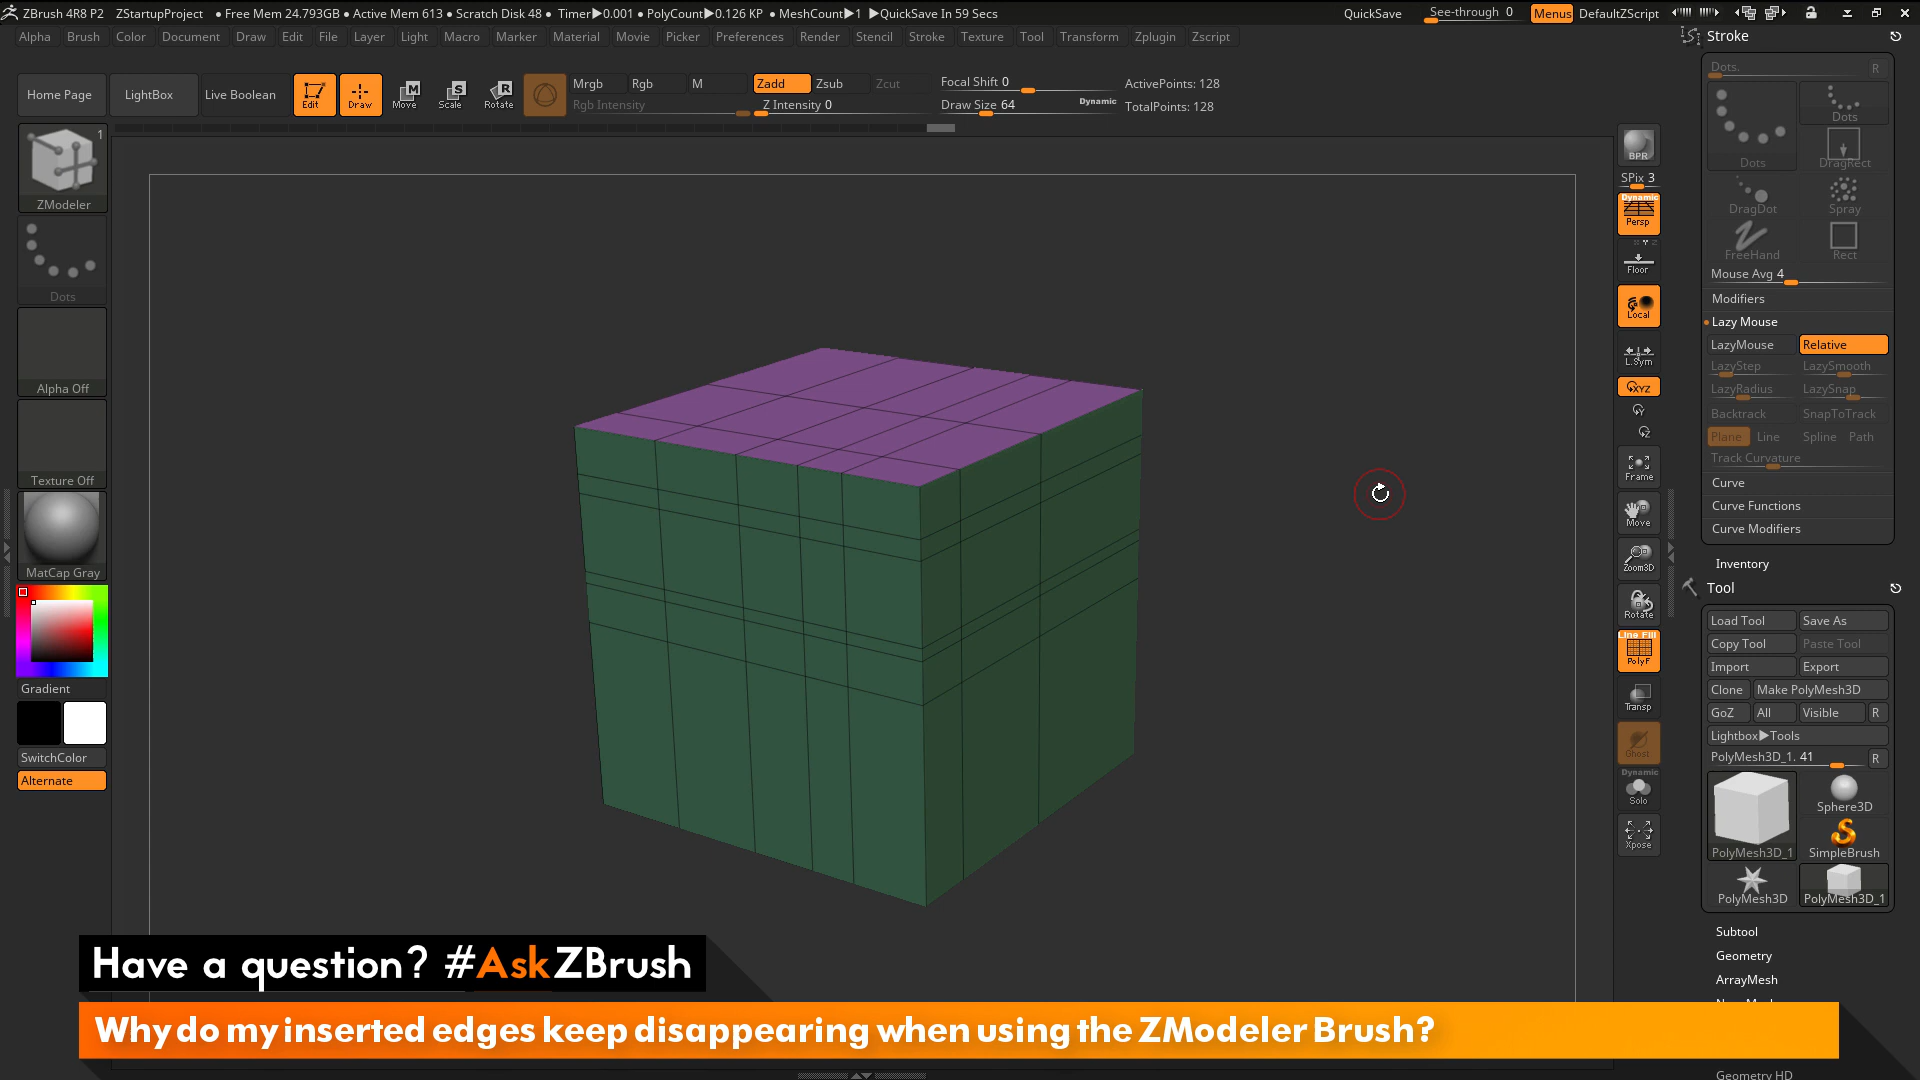 ZBrush 4R8 P2 ZStartupProject • Free Mem 24.793GB • Active Mem 613 • Scratch Disk 48 • Timer▶0.001 • PolyCount▶0.126 KP • MeshCount▶1 ▶QuickSave In 59 Secs QuickSave See-through 0 Menus DefaultZScript
Alpha Brush Color Document Draw Edit File Layer Light Macro Marker Material Movie Picker Preferences Render Stencil Stroke Texture Tool Transform Zplugin Zscript
Home Page LightBox Live Boolean Edit Draw Move Scale Rotate
Mrgb Rgb M Zadd Zsub Zcut
Rgb Intensity Z Intensity 0
Focal Shift 0
Draw Size 64 Dynamic
ActivePoints: 128
TotalPoints: 128
1
ZModeler
Dots
Alpha Off
Texture Off
MatCap Gray
Gradient
SwitchColor
Alternate
BPR
SPix 3
Dynamic
Persp
Floor
Local
L.Sym
XYZ
Y
Z
Frame
Move
Zoom3D
Rotate
Line Fill
PolyF
Transp
Ghost
Dynamic
Solo
Xpose
Stroke
Dots. R
Dots Dots
DragRect
DragDot Spray
FreeHand Rect
Mouse Avg 4
Modifiers
Lazy Mouse
LazyMouse Relative
LazyStep LazySmooth
LazyRadius LazySnap
Backtrack SnapToTrack
Plane Line Spline Path
Track Curvature
Curve
Curve Functions
Curve Modifiers
Inventory
Tool
Load Tool Save As
Copy Tool Paste Tool
Import Export
Clone Make PolyMesh3D
GoZ All Visible R
Lightbox▶Tools
PolyMesh3D_1. 41 R
PolyMesh3D_1 Sphere3D
SimpleBrush
PolyMesh3D PolyMesh3D_1
Subtool
Geometry
ArrayMesh
Geometry HD
Have a question? #AskZBrush
Why do my inserted edges keep disappearing when using the ZModeler Brush?